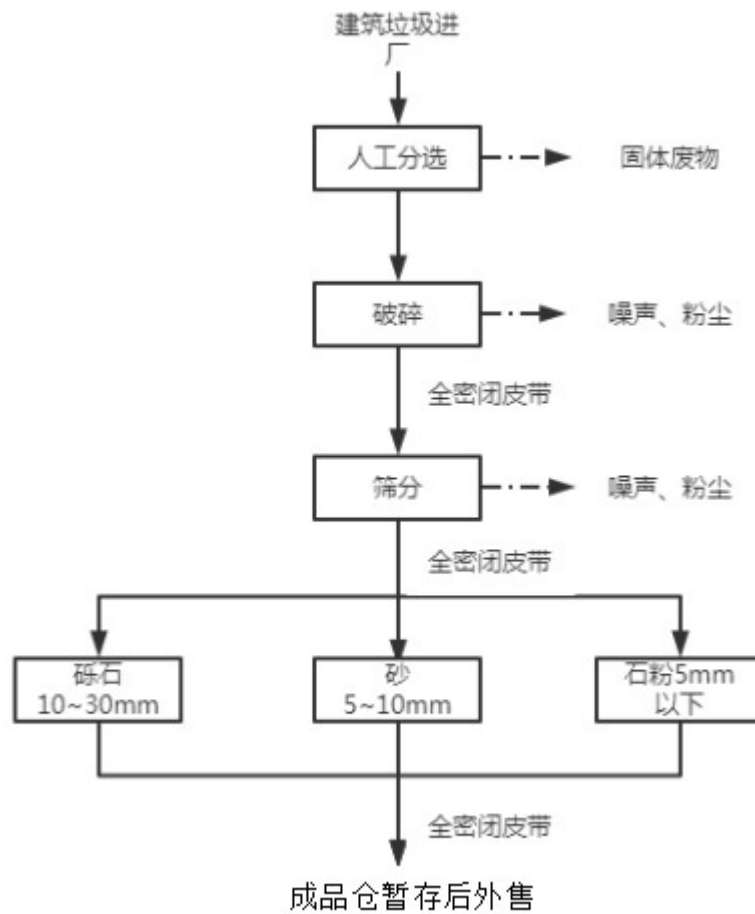 建筑垃圾进
厂
人工分选
固体废物
破碎
噪声、粉尘
全密闭皮带
筛分
噪声、粉尘
全密闭皮带
砾石
10~30mm
砂
5~10mm
石粉5mm
以下
全密闭皮带
成品仓暂存后外售